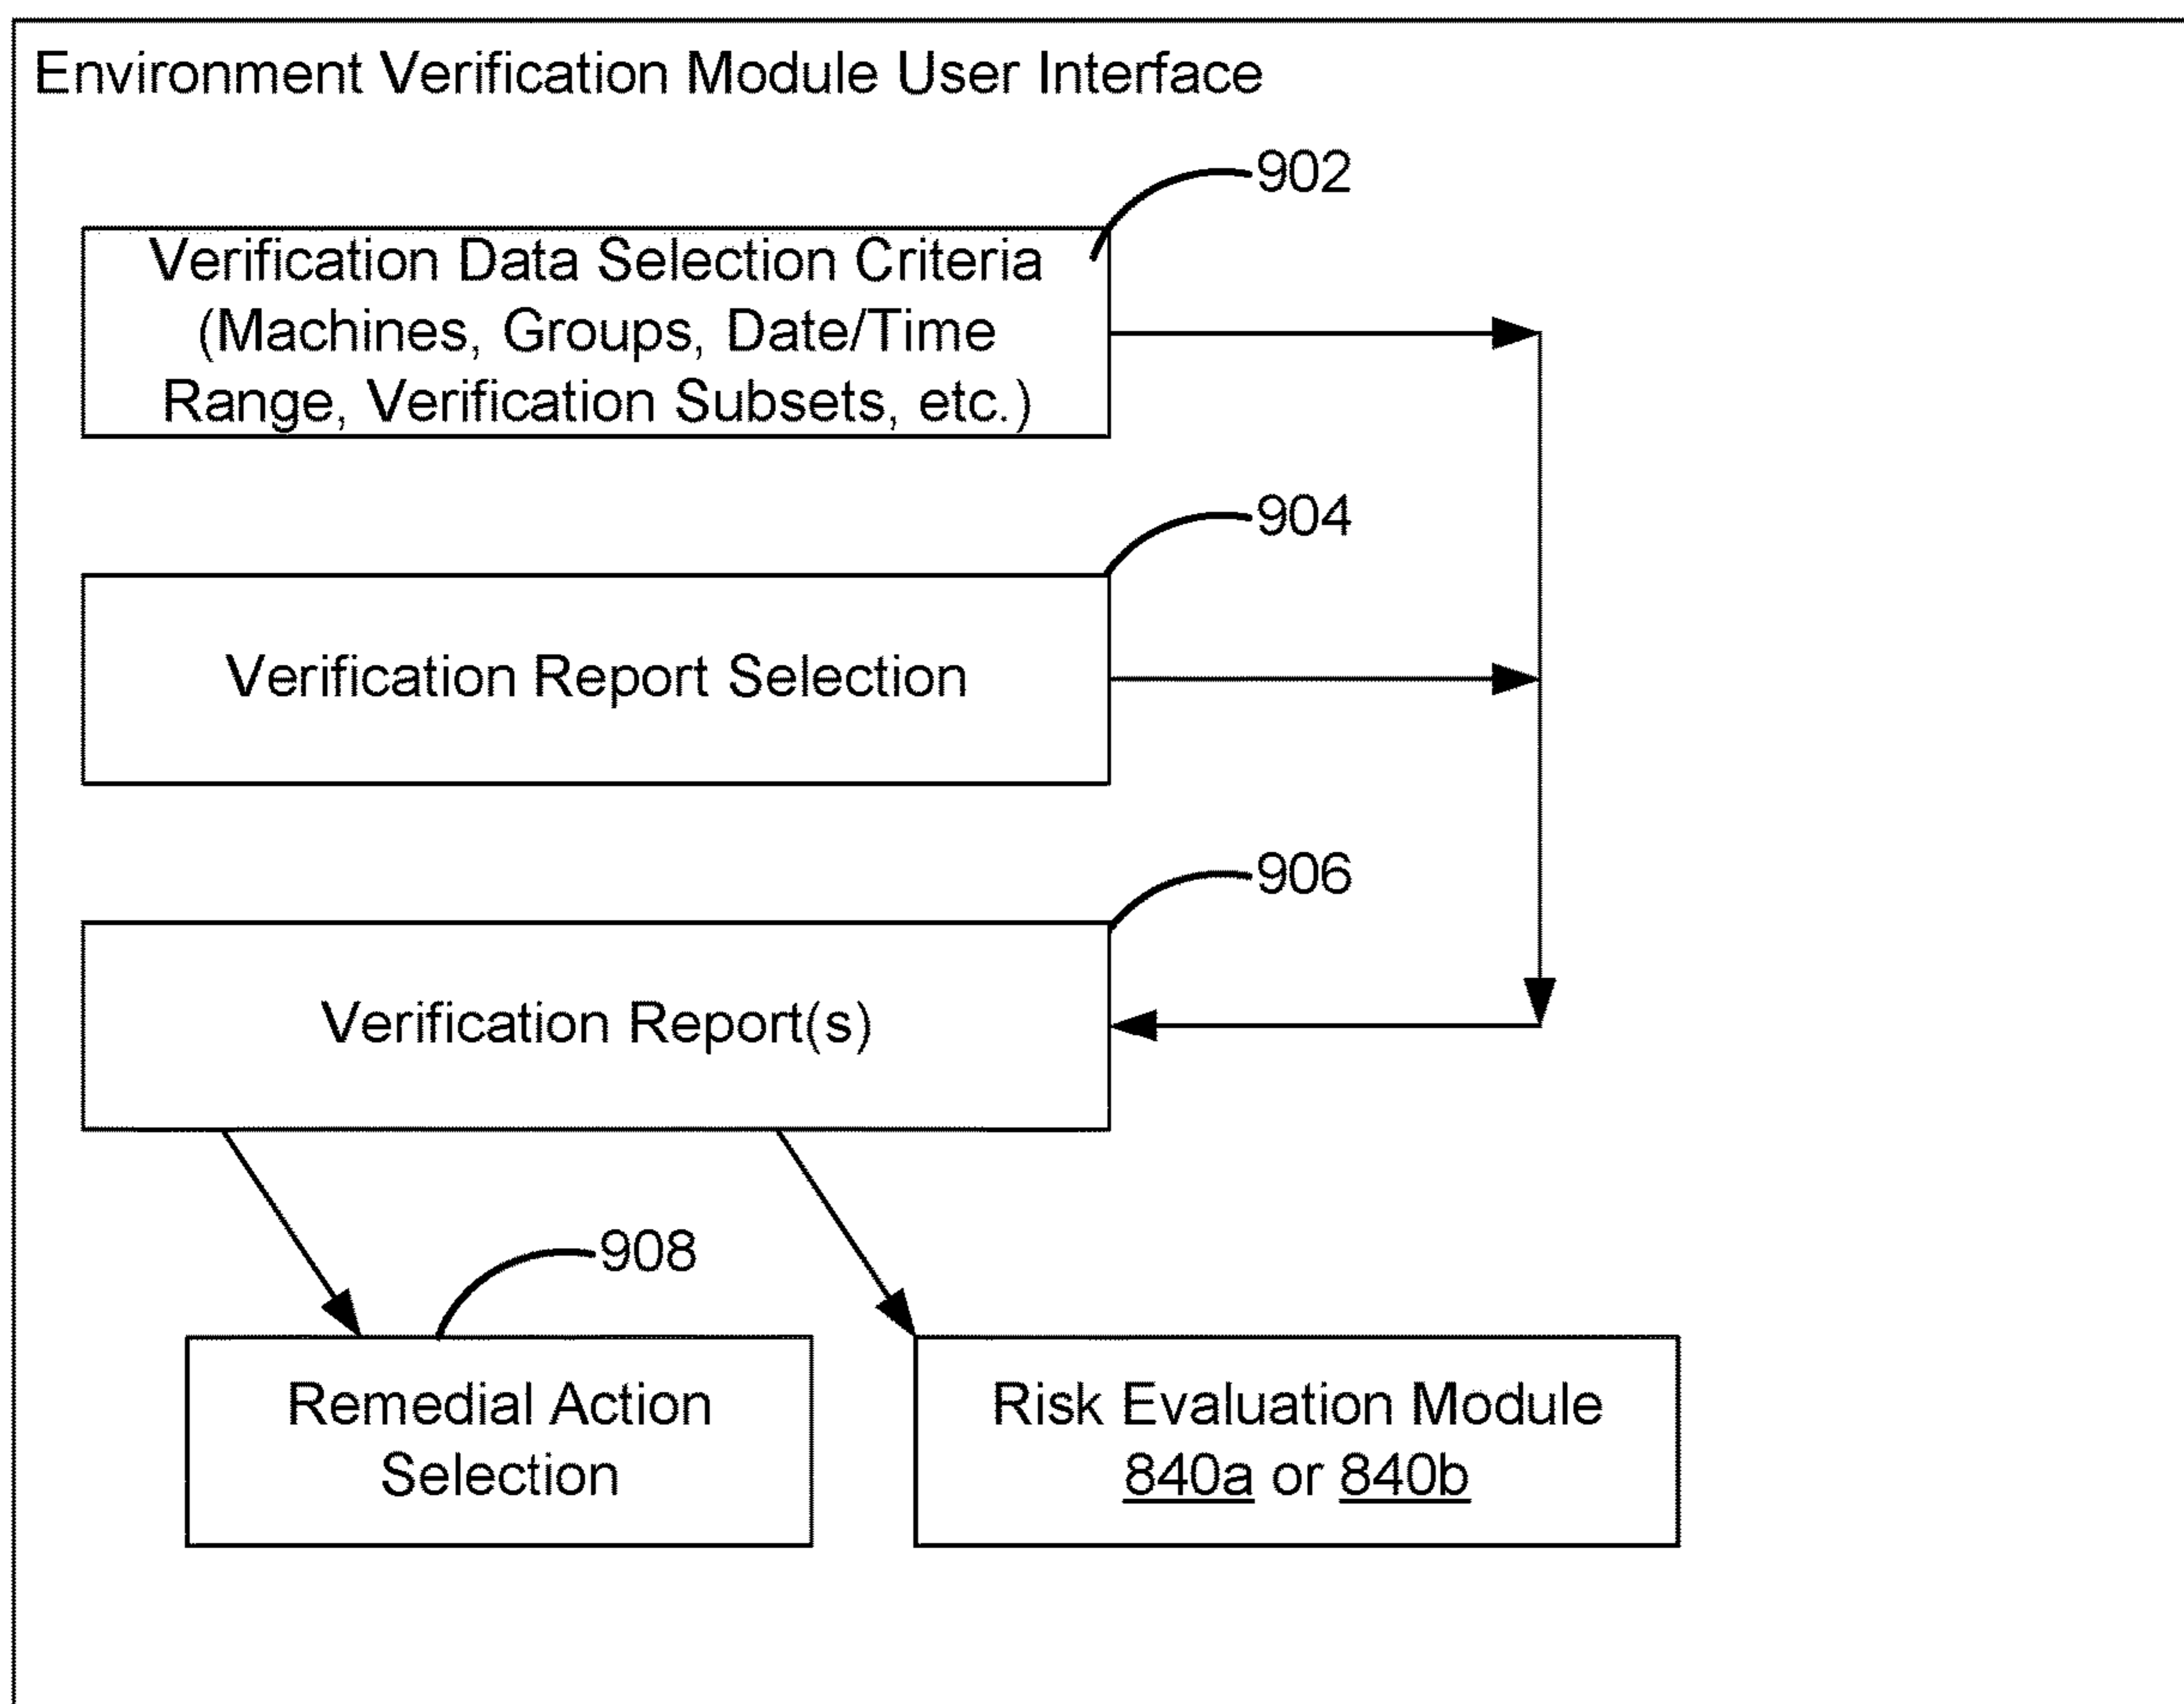 Environment Verification Module User Interface
902
Verification Data Selection Criteria
(Machines, Groups, Date/Time
Range, Verification Subsets, etc.)
904
Verification Report Selection
906
Verification Report(s)
908
Remedial Action
Selection
Risk Evaluation Module
840a or 840b